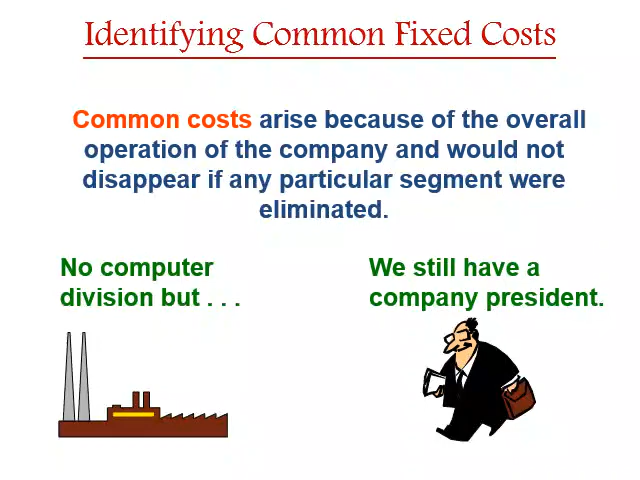 Identifying Common Fixed Costs
Common costs arise because of the overall
operation of the company and would not
disappear if any particular segment were
eliminated.
No computer
division but . . .
We still have a
company president.